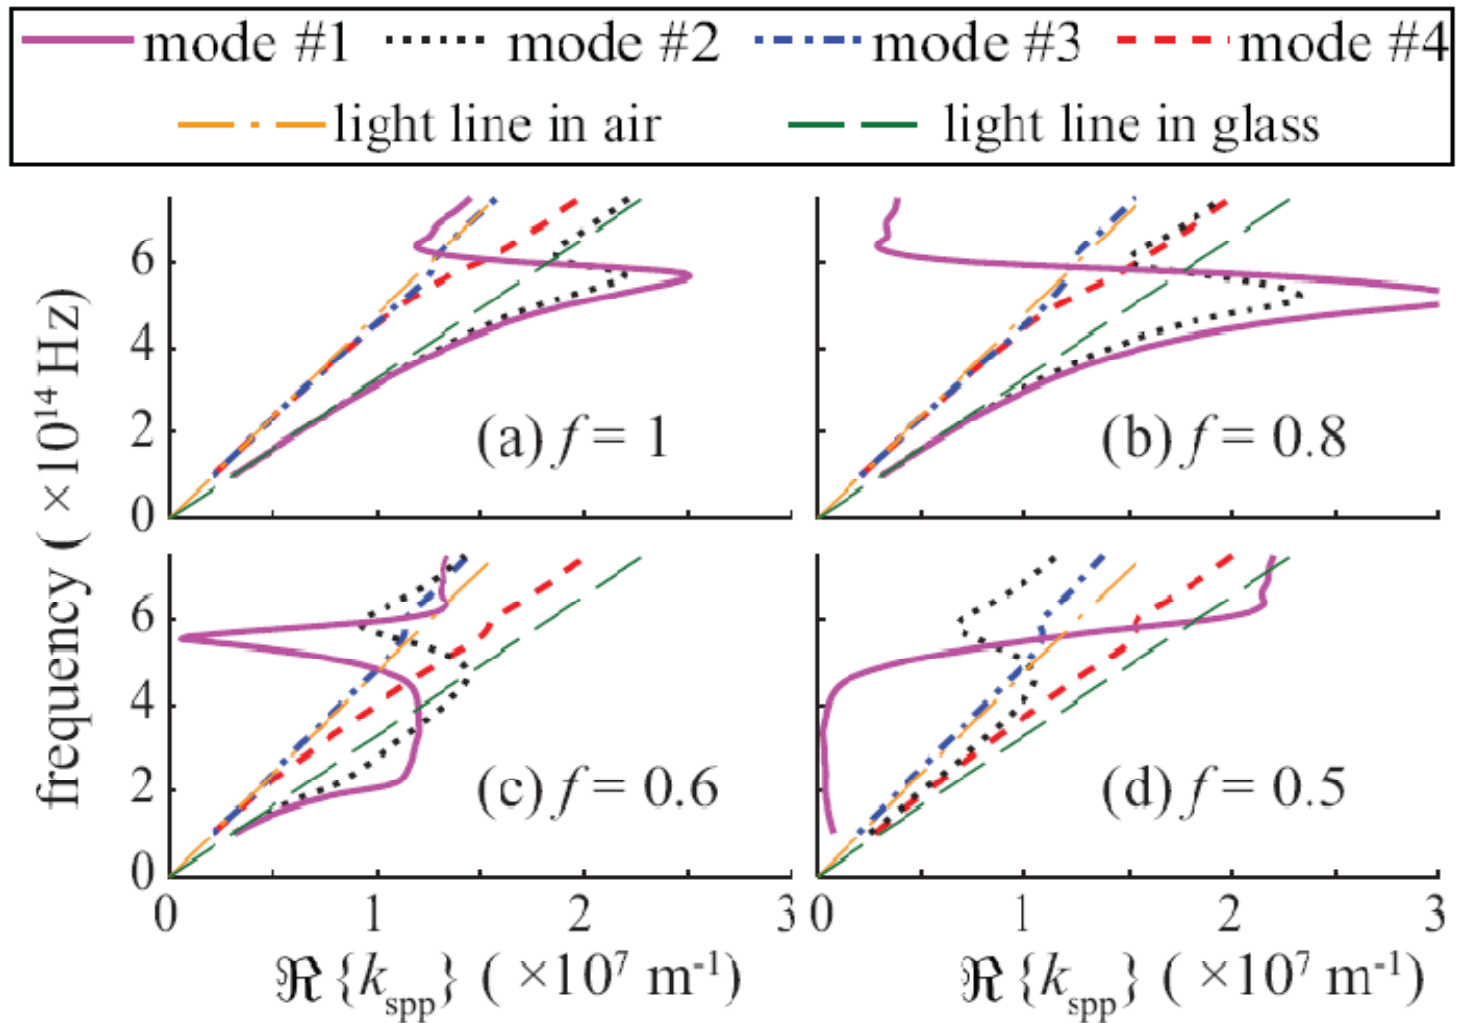 mode #1 mode #2 mode #3 mode #4
light line in air light line in glass
frequency ( ×10¹⁴ Hz)
6
4
2
0
(a) f = 1
(b) f = 0.8
6
4
2
0
(c) f = 0.6
(d) f = 0.5
0 1 2 3
0 1 2 3
ℜ {k_spp} ( ×10⁷ m⁻¹)
ℜ {k_spp} ( ×10⁷ m⁻¹)